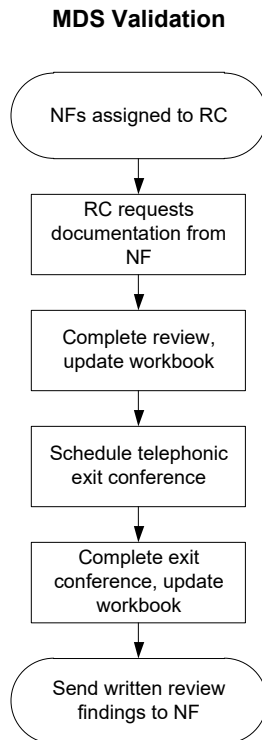 MDS Validation
NFs assigned to RC
RC requests
documentation from
NF
Complete review,
update workbook
Schedule telephonic
exit conference
Complete exit
conference, update
workbook
Send written review
findings to NF